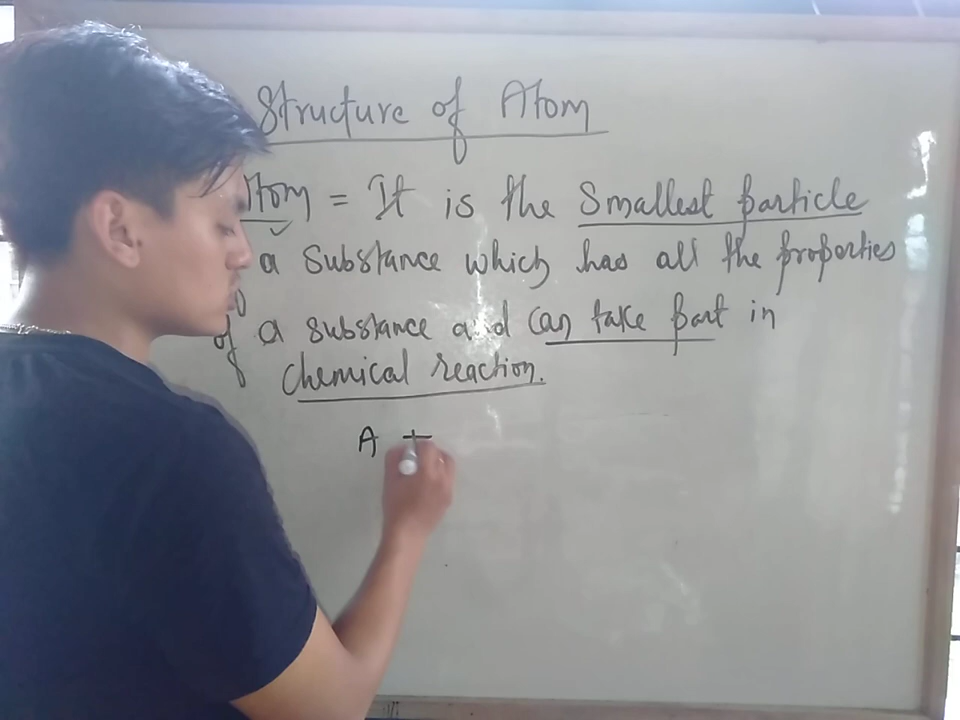 Structure of Atom
Atom = It is the Smallest particle
a substance which has all the properties
of a substance and can take part in
chemical reaction.
A +